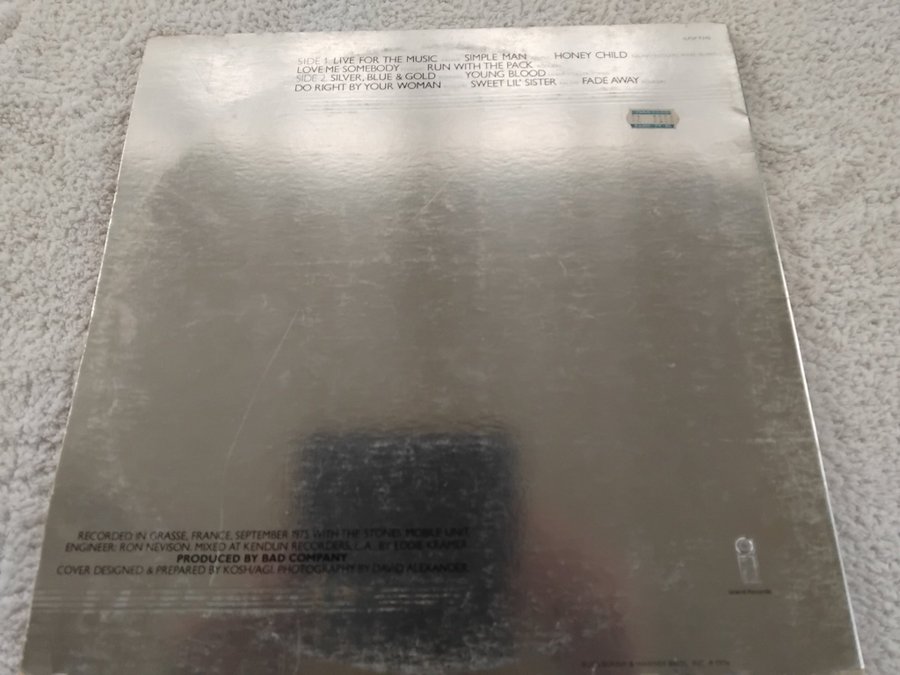 SIDE 1. LIVE FOR THE MUSIC SIMPLE MAN HONEY CHILD
LOVE ME SOMEBODY RUN WITH THE PACK
SIDE 2. SILVER, BLUE & GOLD YOUNG BLOOD
DO RIGHT BY YOUR WOMAN SWEET LIL' SISTER FADE AWAY
RECORDED IN GRASSE, FRANCE, SEPTEMBER 1975 WITH THE STONES MOBILE UNIT.
ENGINEER: RON NEVISON. MIXED AT KENDUN RECORDERS, L.A. BY EDDIE KRAMER
PRODUCED BY BAD COMPANY
COVER DESIGNED & PREPARED BY KOSH/AGI. PHOTOGRAPHY BY DAVID ALEXANDER
Island Records